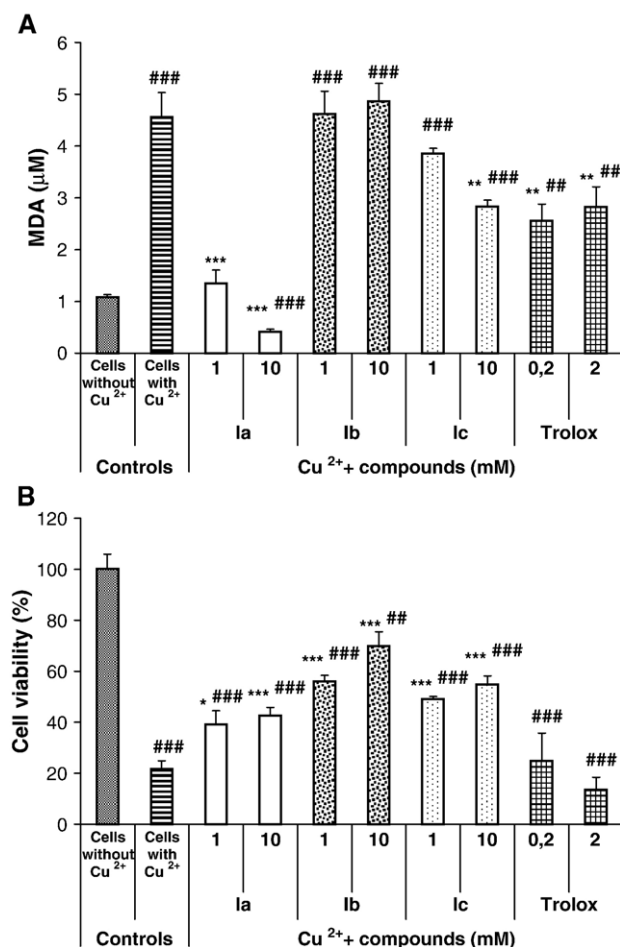 A
MDA (µM)
6
5
4
3
2
1
0
###
###
###
###
***
*** ###
** ###
** ##
** ##
Cells without Cu 2+
Cells with Cu 2+
1 10 1 10 1 10 0,2 2
Ia Ib Ic Trolox
Controls Cu 2++ compounds (mM)
B
Cell viability (%)
120
100
80
60
40
20
0
###
* ###
*** ###
*** ###
*** ##
*** ###
*** ###
###
###
Cells without Cu 2+
Cells with Cu 2+
1 10 1 10 1 10 0,2 2
Ia Ib Ic Trolox
Controls Cu 2++ compounds (mM)